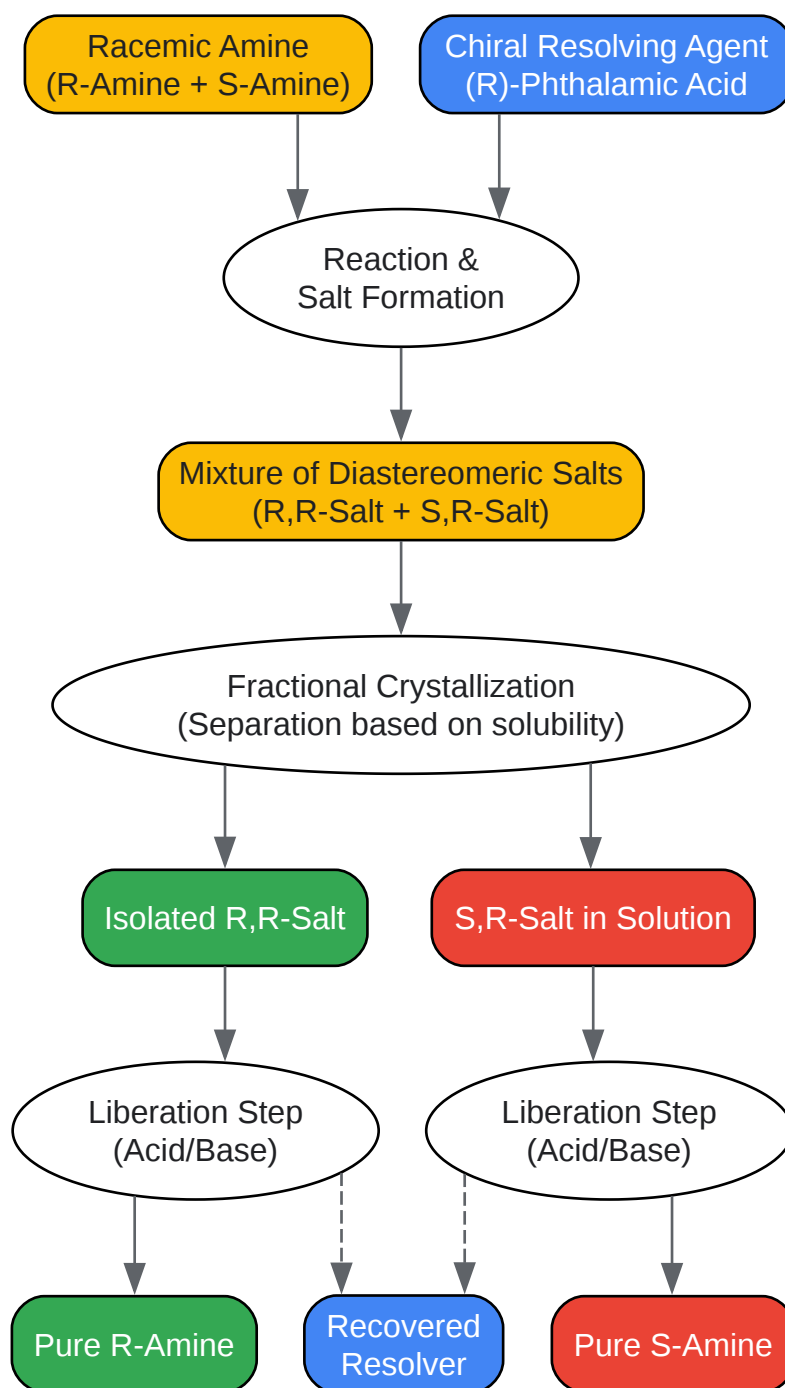 Racemic Amine
(R-Amine + S-Amine)
Chiral Resolving Agent
(R)-Phthalamic Acid
Reaction &
Salt Formation
Mixture of Diastereomeric Salts
(R,R-Salt + S,R-Salt)
Fractional Crystallization
(Separation based on solubility)
Isolated R,R-Salt
S,R-Salt in Solution
Liberation Step
(Acid/Base)
Liberation Step
(Acid/Base)
Pure R-Amine
Recovered
Resolver
Pure S-Amine